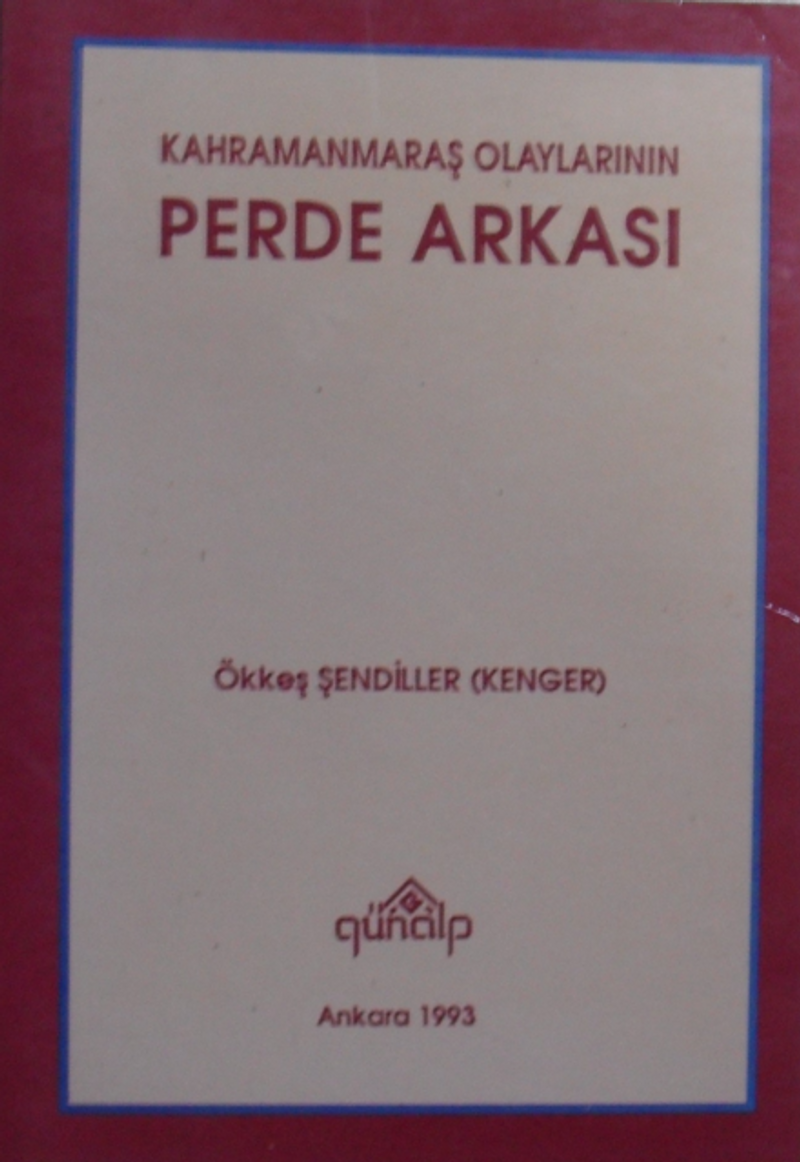 KAHRAMANMARAŞ OLAYLARININ
PERDE ARKASI
Ökkeş ŞENDİLLER (KENGER)
günalp
Ankara 1993